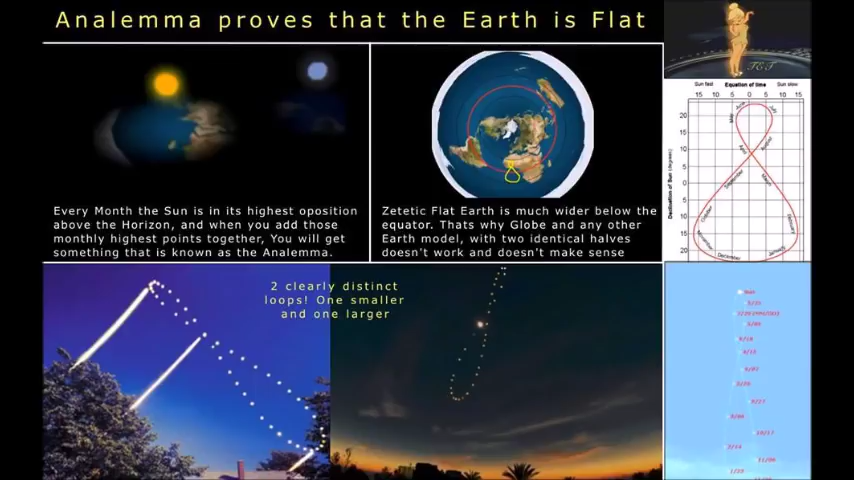 Analemma proves that the Earth is Flat
T&T
Every Month the Sun is in its highest oposition
above the Horizon, and when you add those
monthly highest points together, You will get
something that is known as the Analemma.
Zetetic Flat Earth is much wider below the
equator. Thats why Globe and any other
Earth model, with two identical halves
doesn't work and doesn't make sense
2 clearly distinct
loops! One smaller
and one larger
Sun fast Equation of time Sun slow
15 10 5 0 5 10 15
Declination of Sun (degrees)
20
15
10
5
0
5
10
15
20
June
July
May
April
August
September
March
October
February
November
December
January